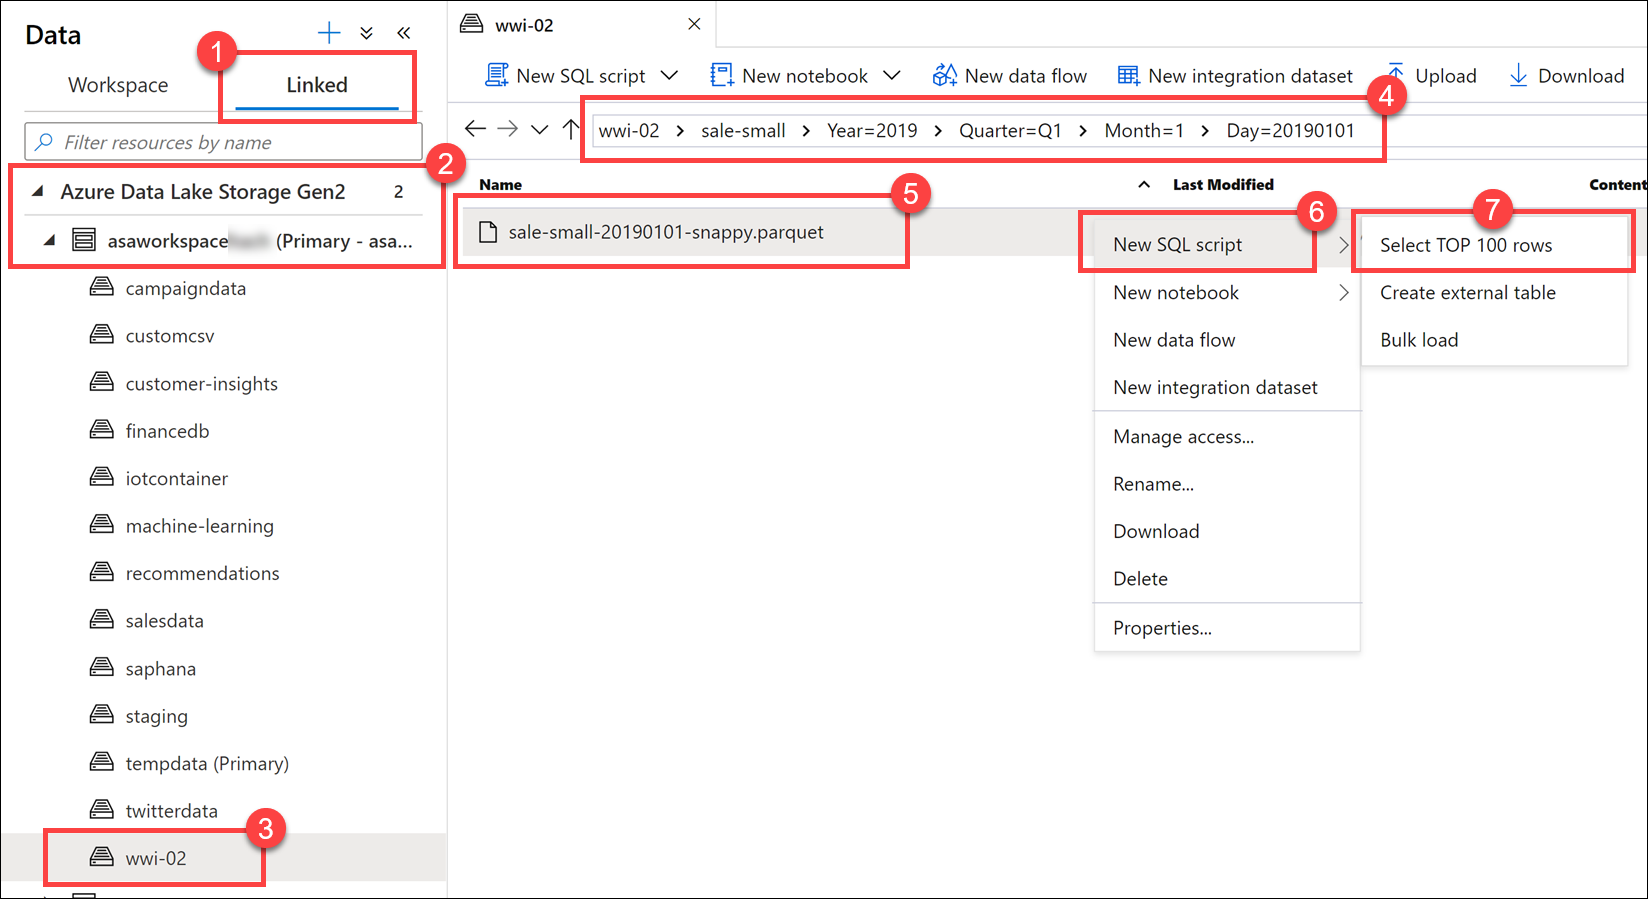 Data
Workspace
1
Linked
Filter resources by name
2
Azure Data Lake Storage Gen2 2
asaworkspace (Primary - asa...
campaigndata
customcsv
customer-insights
financedb
iotcontainer
machine-learning
recommendations
salesdata
saphana
staging
tempdata (Primary)
twitterdata
3
wwi-02
wwi-02
New SQL script
New notebook
New data flow
New integration dataset
Upload
Download
4
wwi-02 > sale-small > Year=2019 > Quarter=Q1 > Month=1 > Day=20190101
Name
Last Modified
Content
5
sale-small-20190101-snappy.parquet
6
New SQL script
New notebook
New data flow
New integration dataset
Manage access...
Rename...
Download
Delete
Properties...
7
Select TOP 100 rows
Create external table
Bulk load